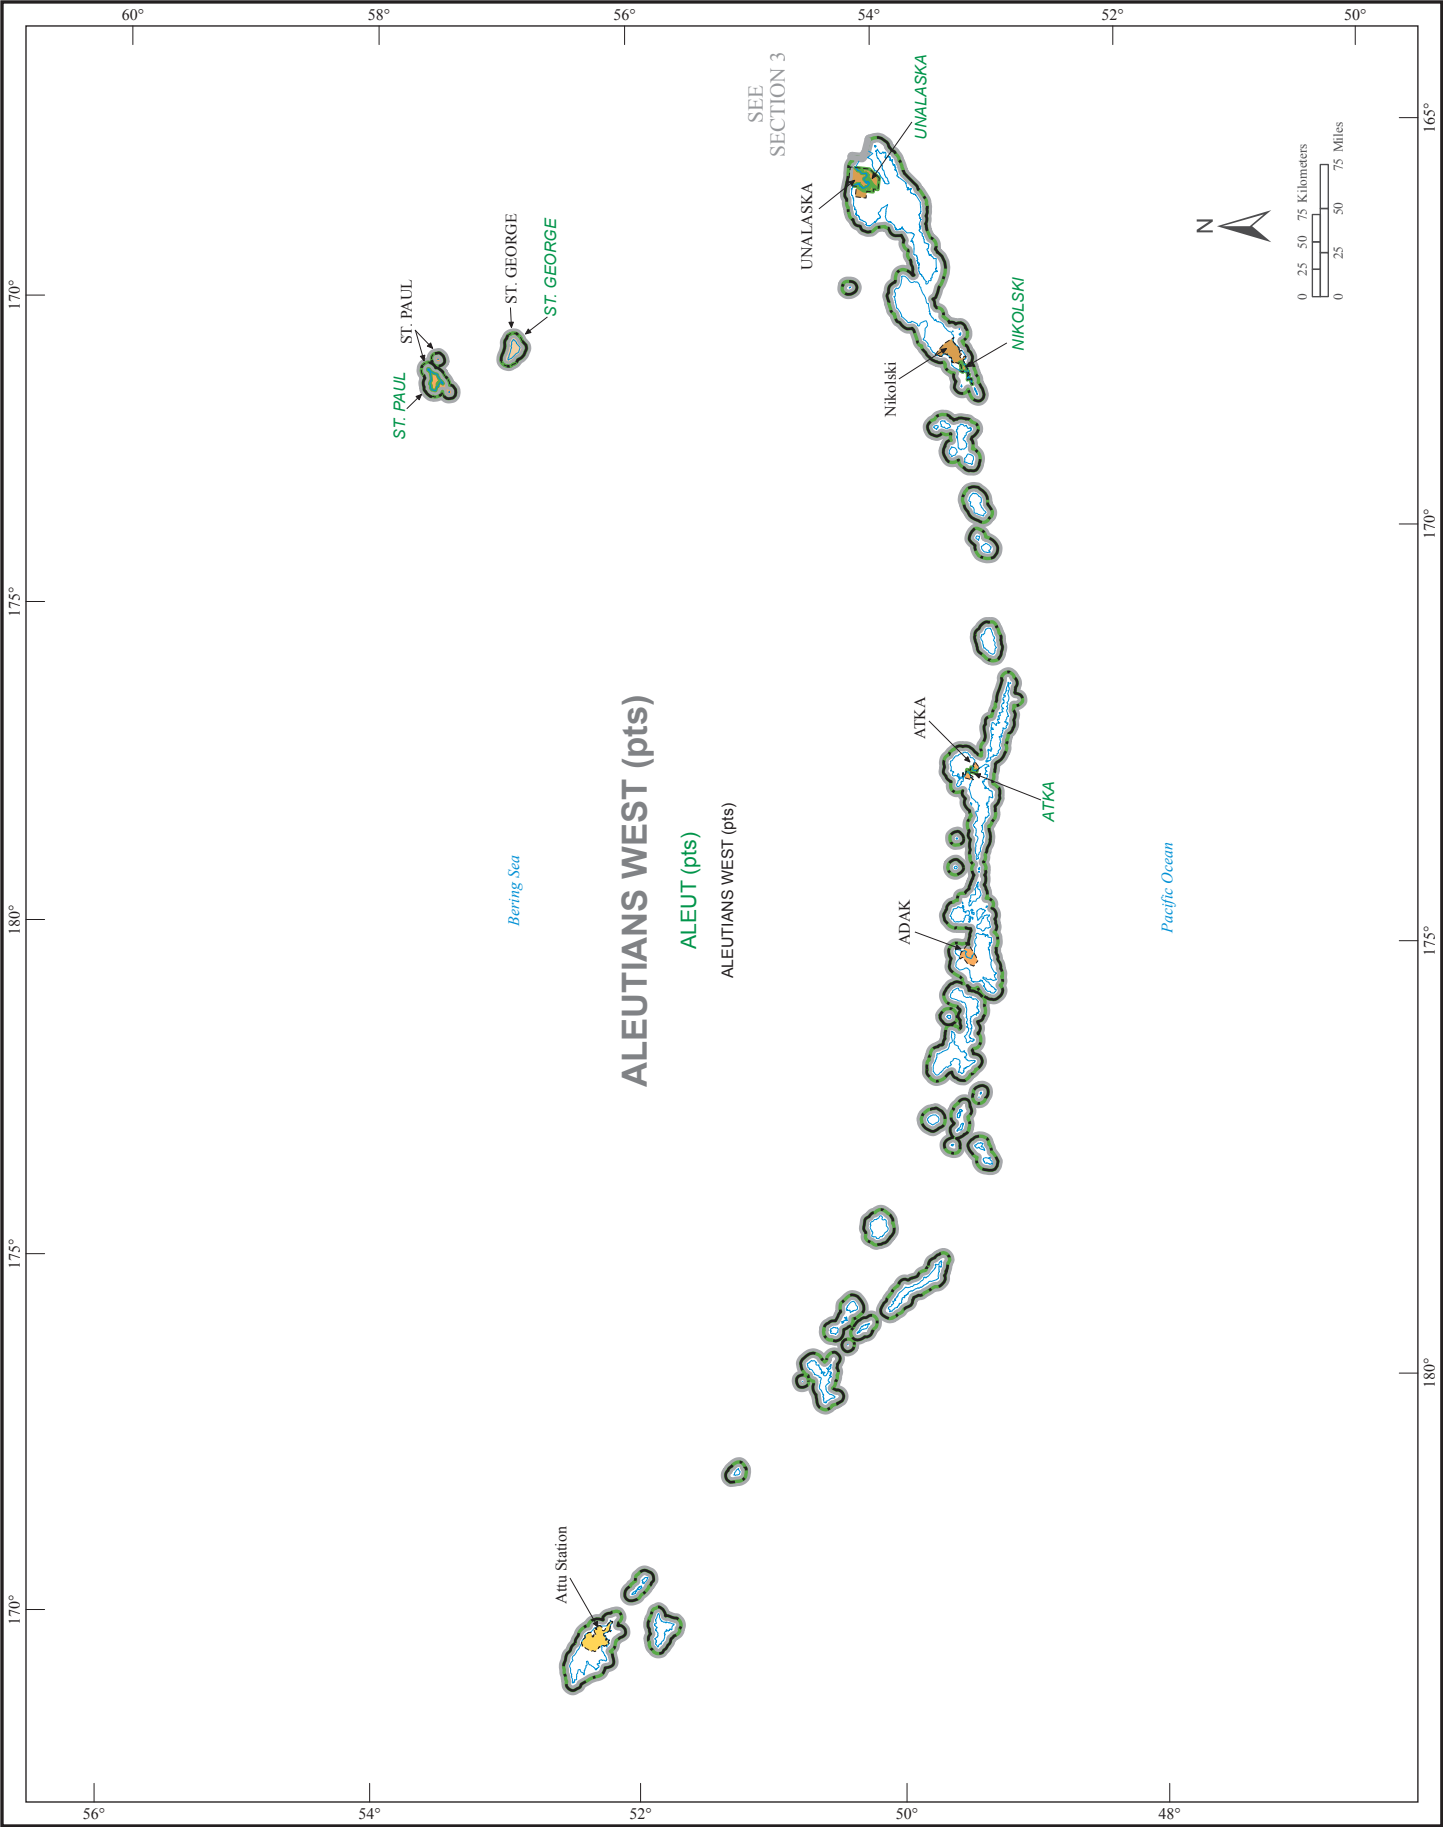 60°
58°
56°
54°
52°
50°
SEE
SECTION 3
UNALASKA
UNALASKA
165°
0 25 50 75 Kilometers
0 25 50 75 Miles
N
170°
ST. PAUL
ST. PAUL
ST. GEORGE
ST. GEORGE
Nikolski
NIKOLSKI
170°
175°
ALEUTIANS WEST (pts)
ALEUT (pts)
ALEUTIANS WEST (pts)
ATKA
ATKA
Bering Sea
Pacific Ocean
180°
ADAK
175°
175°
180°
Attu Station
170°
56°
54°
52°
50°
48°